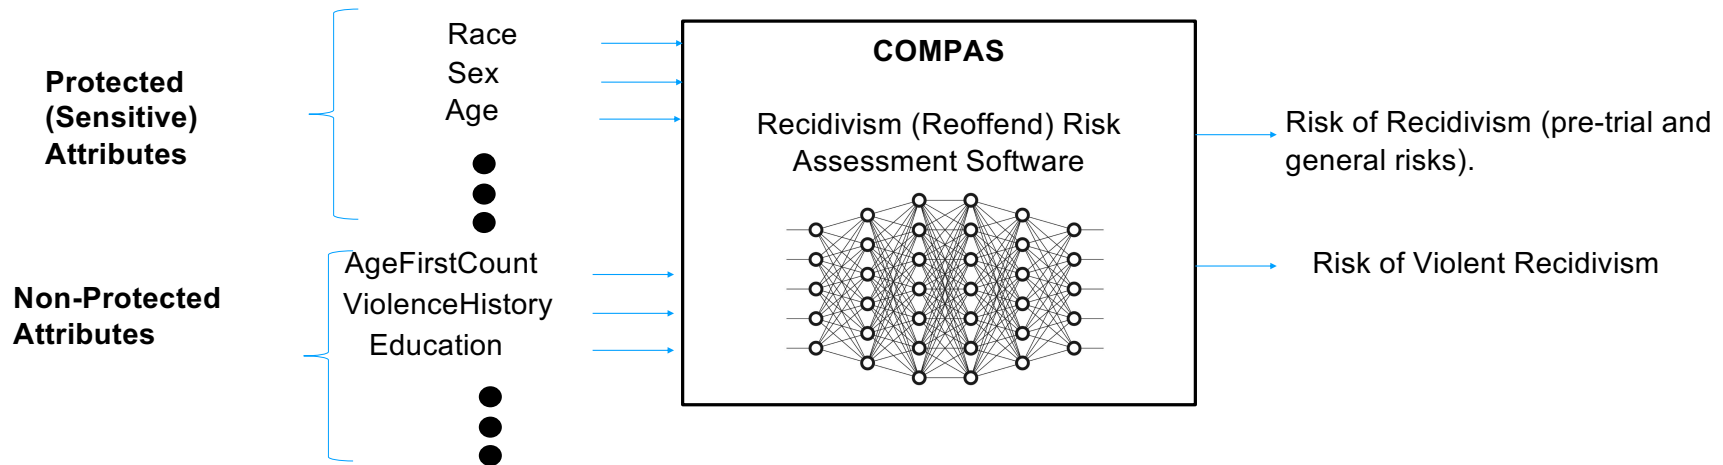 Protected
(Sensitive)
Attributes
Race
Sex
Age
Non-Protected
Attributes
AgeFirstCount
ViolenceHistory
Education
COMPAS
Recidivism (Reoffend) Risk
Assessment Software
Risk of Recidivism (pre-trial and
general risks).
Risk of Violent Recidivism